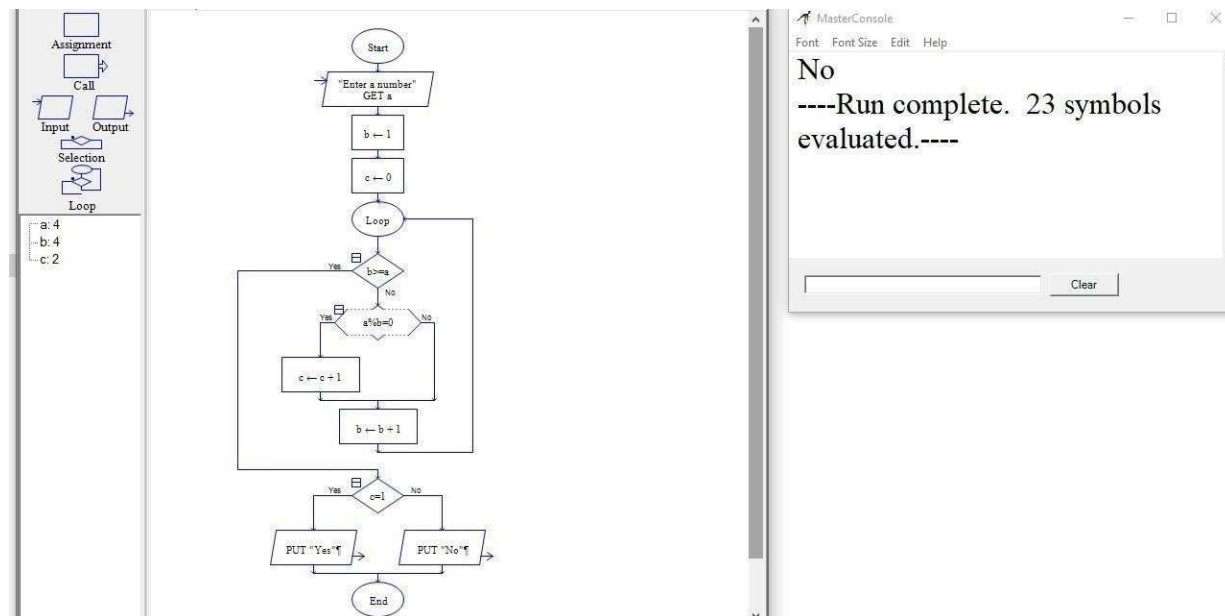 Assignment
Call
Input Output
Selection
Loop
a: 4
b: 4
c: 2
Start
"Enter a number"
GET a
b ← 1
c ← 0
Loop
Yes
b>=a
No
Yes
a%b=0
No
c ← c + 1
b ← b + 1
Yes
c=1
No
PUT "Yes"¶
PUT "No"¶
End
MasterConsole
Font Font Size Edit Help
No
----Run complete. 23 symbols
evaluated.----
Clear